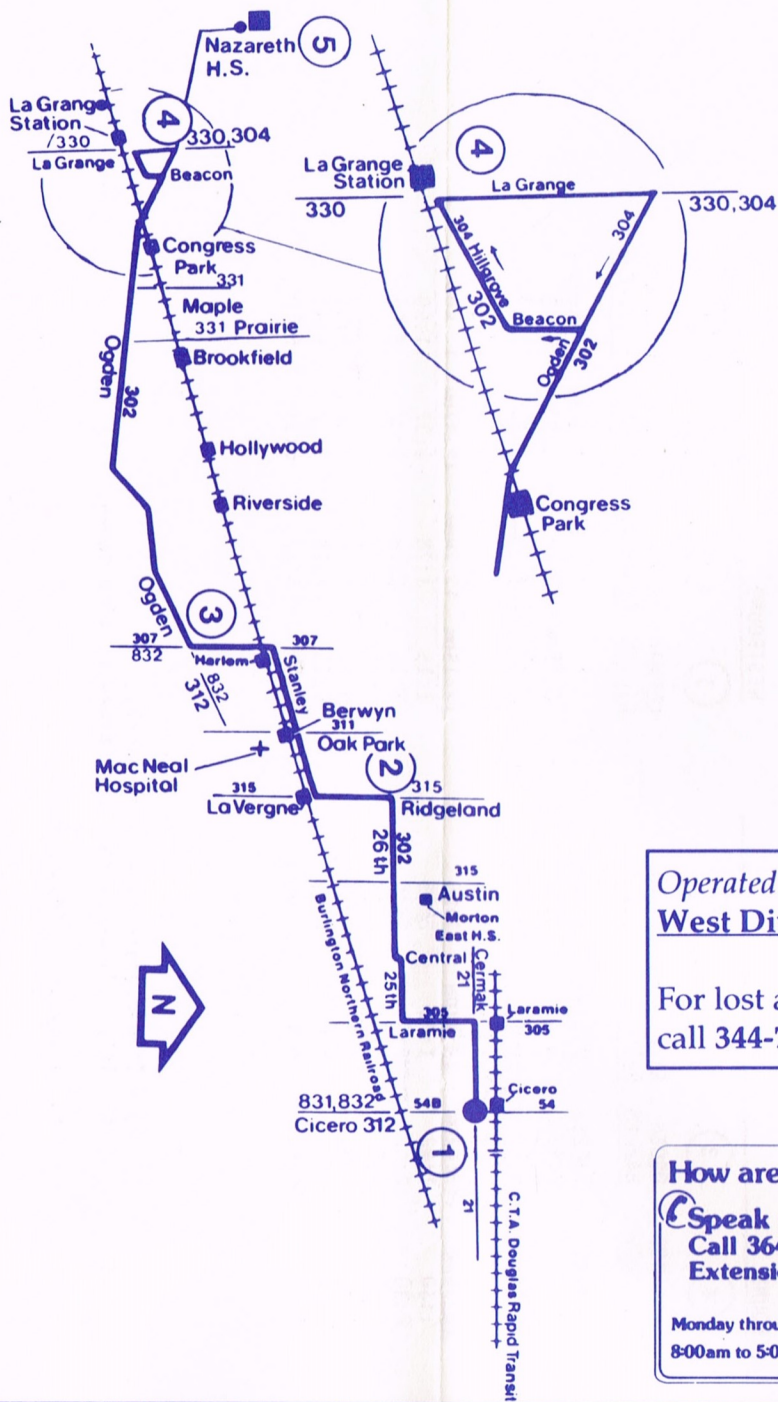 Nazareth
H.S.
5
La Grange
Station
330
La Grange
4
330,304
Beacon
Congress
Park
331
Maple
331 Prairie
Brookfield
Ogden
302
Hollywood
Riverside
Ogden
3
307
832
Harlem
307
832
312
Stanley
Berwyn
311
Oak Park
Mac Neal
Hospital
2
315
LaVergne
315
Ridgeland
302
26th
315
Austin
Morton
East H.S.
Central
Cermak
21
25th
305
Laramie
Laramie
305
Burlington Northern Railroad
831,832
Cicero 312
54B
Cicero
54
1
21
C.T.A. Douglas Rapid Transit
N
La Grange
Station
330
4
La Grange
330,304
304
304 Hillgrove
302
Beacon
Ogden
302
Congress
Park
Operated
West Di
For lost a
call 344-
How are
Speak
Call 364
Extensi
Monday throu
8:00am to 5:0